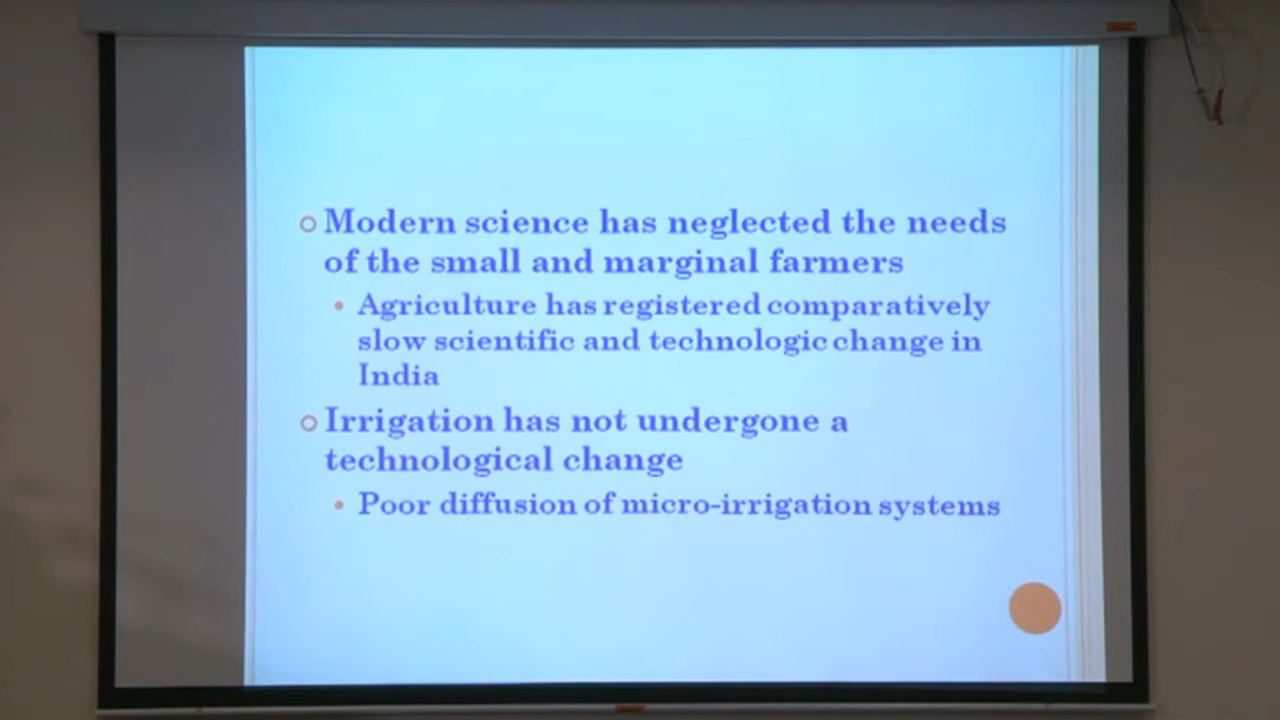 Modern science has neglected the needs
of the small and marginal farmers
Agriculture has registered comparatively
slow scientific and technologic change in
India
Irrigation has not undergone a
technological change
Poor diffusion of micro-irrigation systems